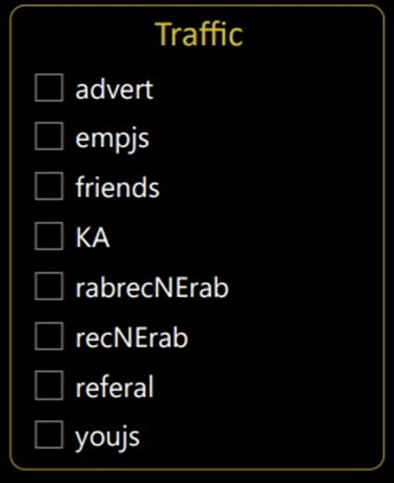 Traffic
advert
empjs
friends
KA
rabrecNErab
recNErab
referal
youjs